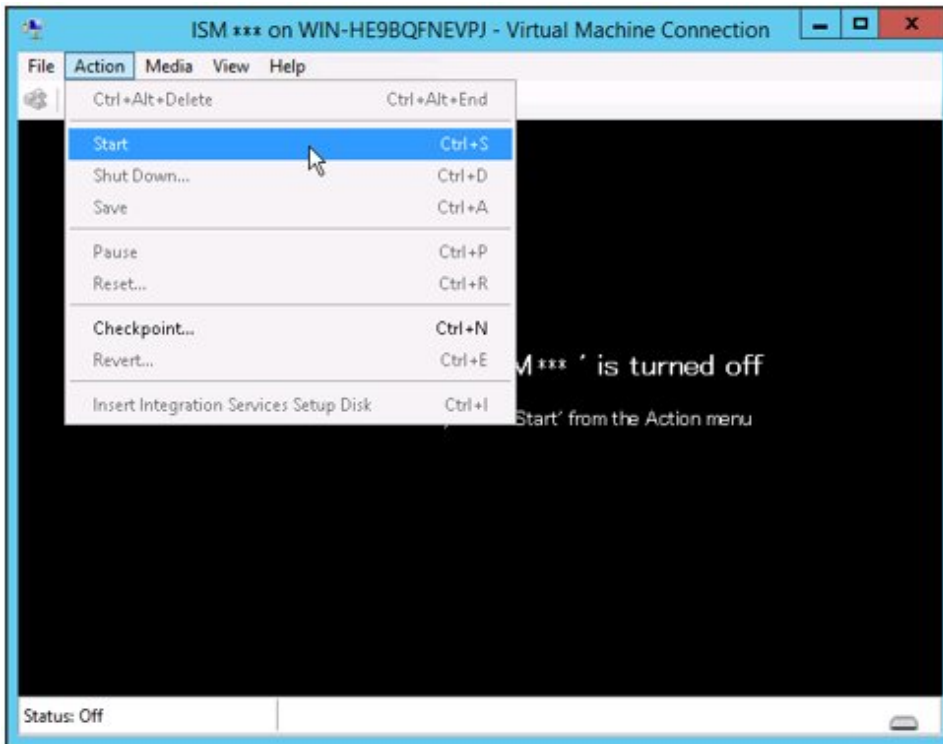 ISM *** on WIN-HE9BQFNEVPJ - Virtual Machine Connection
File Action Media View Help
Ctrl+Alt+Delete Ctrl+Alt+End
Start Ctrl+S
Shut Down... Ctrl+D
Save Ctrl+A
Pause Ctrl+P
Reset... Ctrl+R
Checkpoint... Ctrl+N
Revert... Ctrl+E
M *** ' is turned off
Insert Integration Services Setup Disk Ctrl+I
Start' from the Action menu
Status: Off